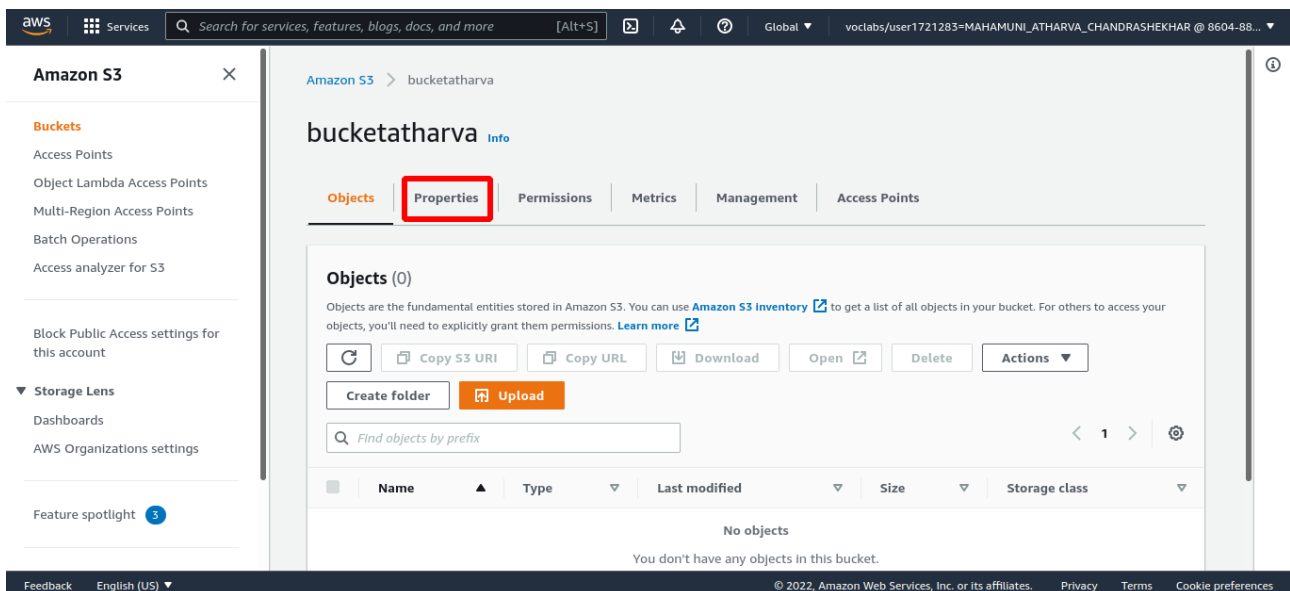 aws
Services
Search for services, features, blogs, docs, and more [Alt+S]
Global ▼
voclabs/user1721283=MAHAMUNI_ATHARVA_CHANDRASHEKHAR @ 8604-88... ▼
Amazon S3
Buckets
Access Points
Object Lambda Access Points
Multi-Region Access Points
Batch Operations
Access analyzer for S3
Block Public Access settings for
this account
▼ Storage Lens
Dashboards
AWS Organizations settings
Feature spotlight 3
Amazon S3 > bucketatharva
bucketatharva Info
Objects Properties Permissions Metrics Management Access Points
Objects (0)
Objects are the fundamental entities stored in Amazon S3. You can use Amazon S3 inventory to get a list of all objects in your bucket. For others to access your
objects, you'll need to explicitly grant them permissions. Learn more
Copy S3 URI Copy URL Download Open Delete Actions ▼
Create folder Upload
Find objects by prefix
< 1 >
Name Type Last modified Size Storage class
No objects
You don't have any objects in this bucket.
Feedback English (US) ▼ © 2022, Amazon Web Services, Inc. or its affiliates. Privacy Terms Cookie preferences